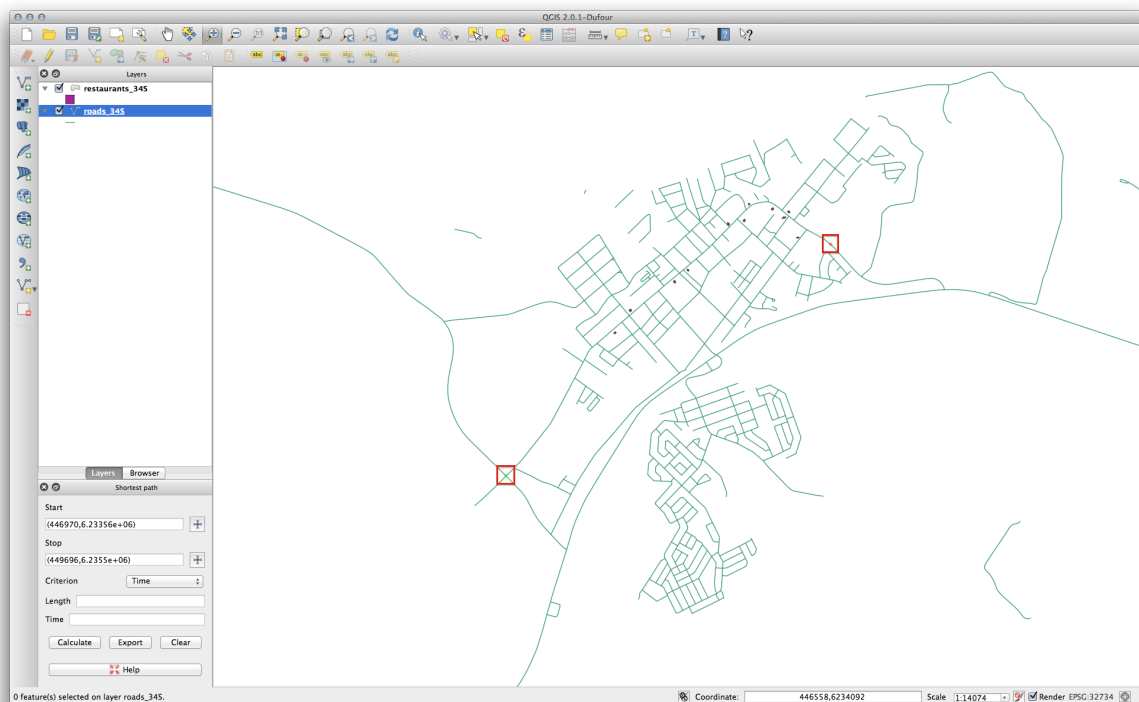 QGIS 2.0.1-Dufour
Layers
restaurants_34S
roads_34S
Layers Browser
Shortest path
Start
(446970,6.23356e+06)
Stop
(449696,6.2355e+06)
Criterion Time
Length
Time
Calculate Export Clear
Help
0 feature(s) selected on layer roads_34S.
Coordinate: 446558,6234092 Scale 1:14074 Render EPSG:32734